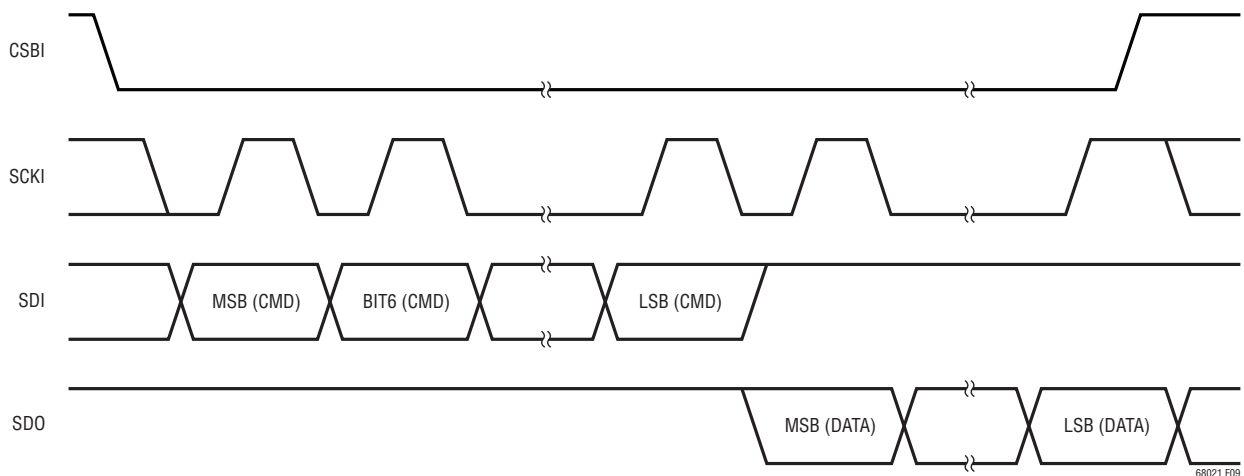 CSBI
SCKI
SDI
MSB (CMD)
BIT6 (CMD)
LSB (CMD)
SDO
MSB (DATA)
LSB (DATA)
68021 F09